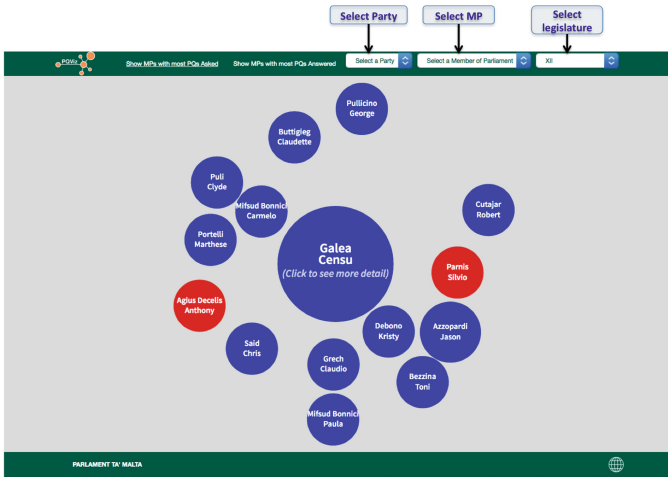 Select Party
Select MP
Select
legislature
PQViz
Show MPs with most PQs Asked
Show MPs with most PQs Answered
Select a Party
Select a Member of Parliament
XII
Pullicino
George
Buttigieg
Claudette
Puli
Clyde
Mifsud Bonnici
Carmelo
Cutajar
Robert
Portelli
Marthese
Galea
Censu
(Click to see more detail)
Parnis
Silvio
Agius Decelis
Anthony
Debono
Kristy
Azzopardi
Jason
Said
Chris
Grech
Claudio
Bezzina
Toni
Mifsud Bonnici
Paula
PARLAMENT TA' MALTA